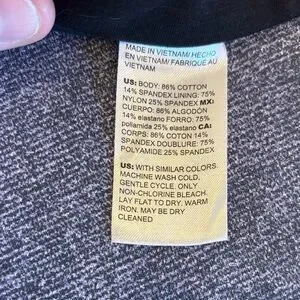 MADE IN VIETNAM/ HECHO
EN VIETNAM/ FABRIQUÉ AU
VIETNAM
US: BODY: 86% COTTON
14% SPANDEX LINING: 75%
NYLON 25% SPANDEX MX:
CUERPO: 86% ALGODÓN
14% elastano FORRO: 75%
poliamida 25% elastano CA:
CORPS: 86% COTON 14%
SPANDEX DOUBLURE: 75%
POLYAMIDE 25% SPANDEX
US: WITH SIMILAR COLORS.
MACHINE WASH COLD,
GENTLE CYCLE. ONLY
NON-CHLORINE BLEACH.
LAY FLAT TO DRY. WARM
IRON. MAY BE DRY
CLEANED